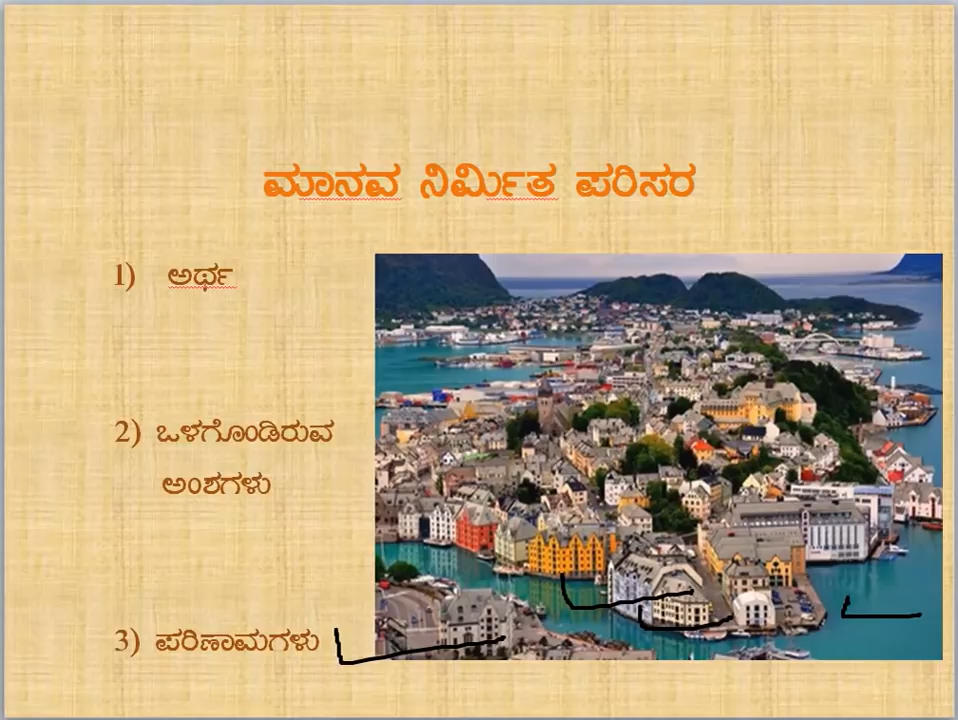 ಮಾನವ ನಿರ್ಮಿತ ಪರಿಸರ
1) ಅರ್ಥ
2) ಒಳಗೊಂಡಿರುವ
ಅಂಶಗಳು
3) ಪರಿಣಾಮಗಳು